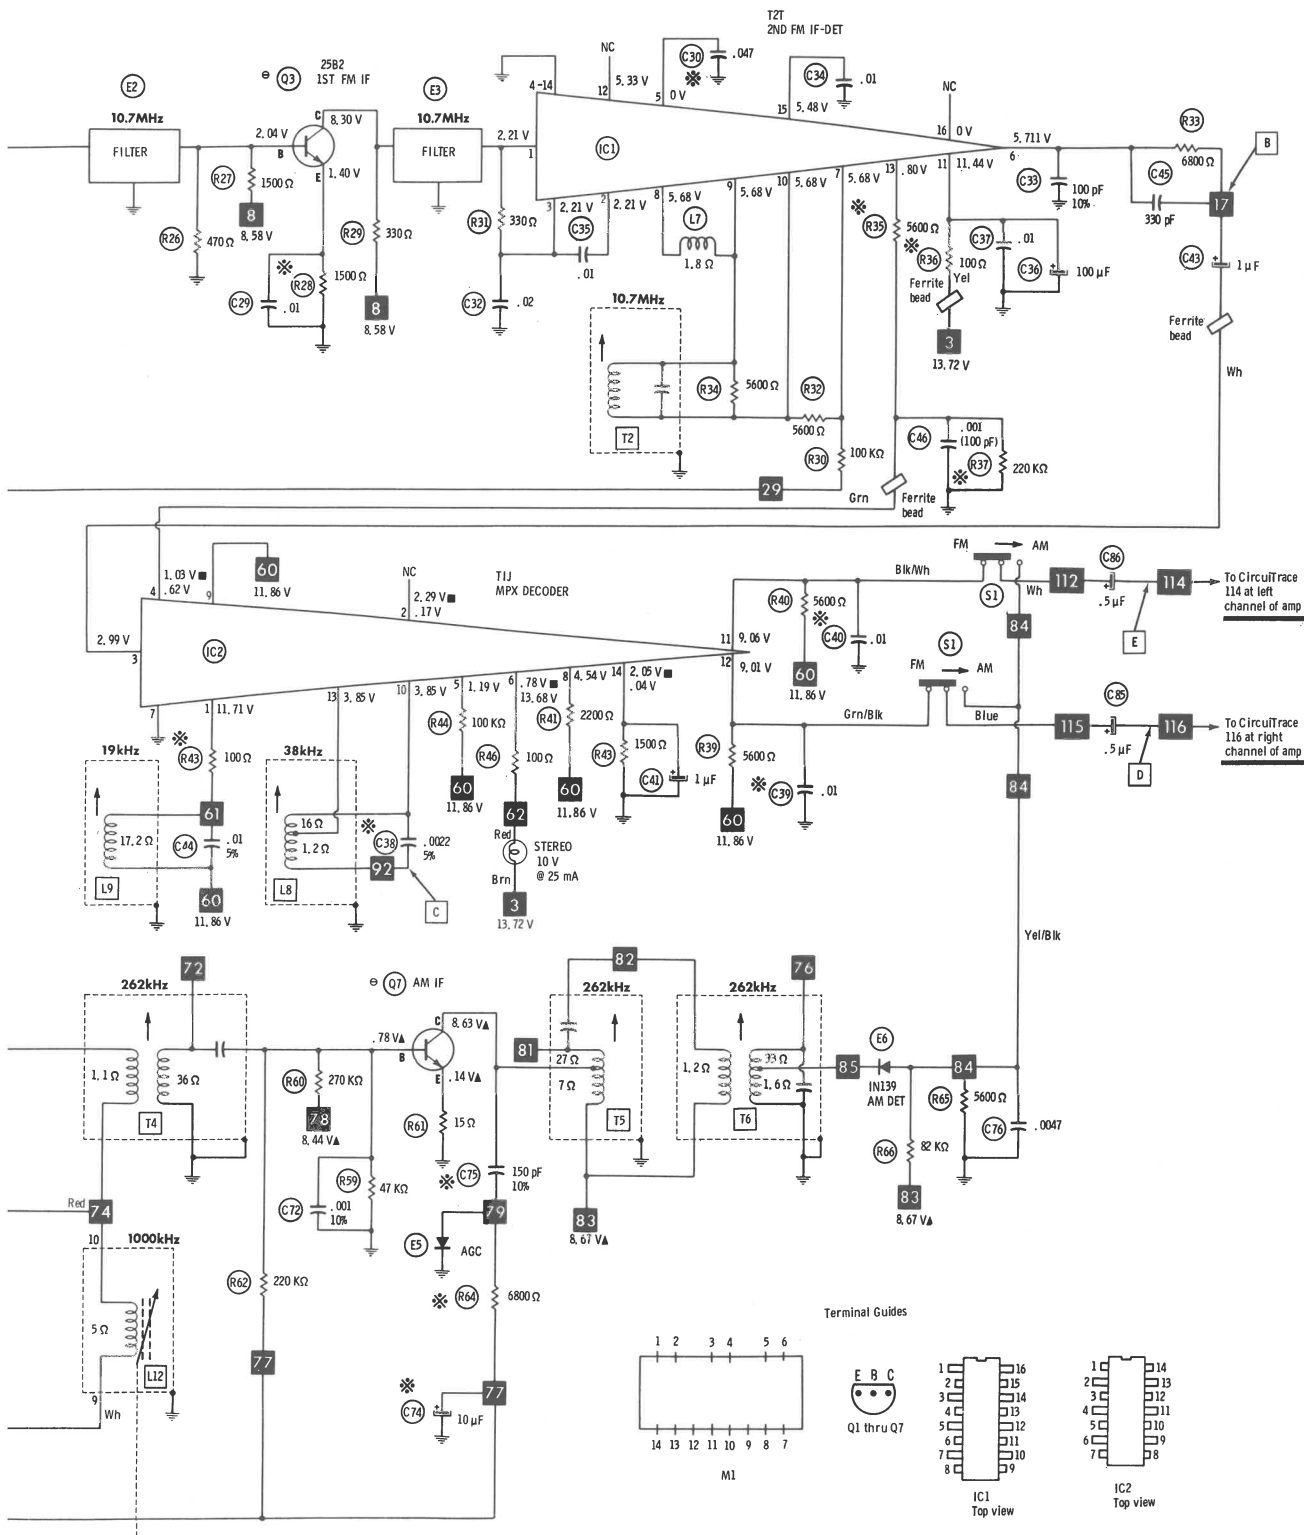 T2T
2ND FM IF-DET
25B2
⊖ Q3 1ST FM IF
E2
10.7MHz
FILTER
2.04 V
B
C
8.30 V
E
1.40 V
R27
1500 Ω
8
8.58 V
R26
470 Ω
※
R28
1500 Ω
C29
.01
R29
330 Ω
8
8.58 V
E3
10.7MHz
FILTER
2.21 V
1
R31
330 Ω
C32
.02
4 -14
NC
12
5.33 V
C30
.047
※
5
0 V
C34
.01
15
5.48 V
NC
16
0 V
IC1
3
2.21 V
2
2.21 V
C35
.01
8
5.68 V
L7
1.8 Ω
9
5.68 V
10
5.68 V
7
5.68 V
13
.80 V
11
11.44 V
6
5.711 V
※
R35
5600 Ω
※
R36
100 Ω
Yel
Ferrite
bead
3
13.72 V
C37
.01
C36
+
100 µF
C33
100 pF
10%
R33
6800 Ω
C45
330 pF
B
17
C43
+
1 µF
Ferrite
bead
Wh
10.7MHz
T2
R34
5600 Ω
R32
5600 Ω
R30
100 KΩ
C46
.001
(100 pF)
※
R37
220 KΩ
29
Grn
Ferrite
bead
4
1.03 V ■
.62 V
9
60
11.86 V
NC
2
2.29 V ■
.17 V
TIJ
MPX DECODER
2.99 V
3
IC2
11
9.06 V
12
9.01 V
7
1
11.71 V
13
3.85 V
10
3.85 V
5
1.19 V
6
.78 V ■
13.68 V
8
4.54 V
14
2.05 V ■
.04 V
※
R43
100 Ω
R44
100 KΩ
60
11.86 V
R46
100 Ω
62
Red
STEREO
10 V
@ 25 mA
Brn
3
13.72 V
R41
2200 Ω
60
11.86 V
R43
1500 Ω
C41
+
1 µF
19kHz
17.2 Ω
L9
61
C44
.01
5%
60
11.86 V
38kHz
16 Ω
1.2 Ω
L8
※
C38
.0022
5%
92
C
R39
5600 Ω
60
11.86 V
※
C39
.01
Blk/Wh
R40
5600 Ω
※
C40
.01
60
11.86 V
Grn/Blk
FM → AM
S1
Wh
112
C86
+
.5 µF
114
E
To CircuiTrace
114 at left
channel of amp
84
S1
FM → AM
Blue
115
C85
+
.5 µF
116
D
To CircuiTrace
116 at right
channel of amp
84
Yel/Blk
72
262kHz
1.1 Ω
36 Ω
T4
⊖ Q7 AM IF
.78 V▲
B
C
8.63 V▲
E
.14 V▲
R60
270 KΩ
78
8.44 V▲
R61
15 Ω
※
C75
150 pF
10%
R59
47 KΩ
C72
.001
10%
79
E5
AGC
※
R64
6800 Ω
77
※
C74
+
10 µF
81
82
262kHz
27 Ω
7 Ω
T5
83
8.67 V▲
76
262kHz
1.2 Ω
33 Ω
1.6 Ω
T6
85
E6
IN139
AM DET
84
R65
5600 Ω
C76
.0047
R66
82 KΩ
83
8.67 V▲
Red
74
10
1000kHz
5 Ω
L12
9
Wh
R62
220 KΩ
77
Terminal Guides
1 2 3 4 5 6
14 13 12 11 10 9 8 7
M1
E B C
Q1 thru Q7
1 16
2 15
3 14
4 13
5 12
6 11
7 10
8 9
IC1
Top view
1 14
2 13
3 12
4 11
5 10
6 9
7 8
IC2
Top view